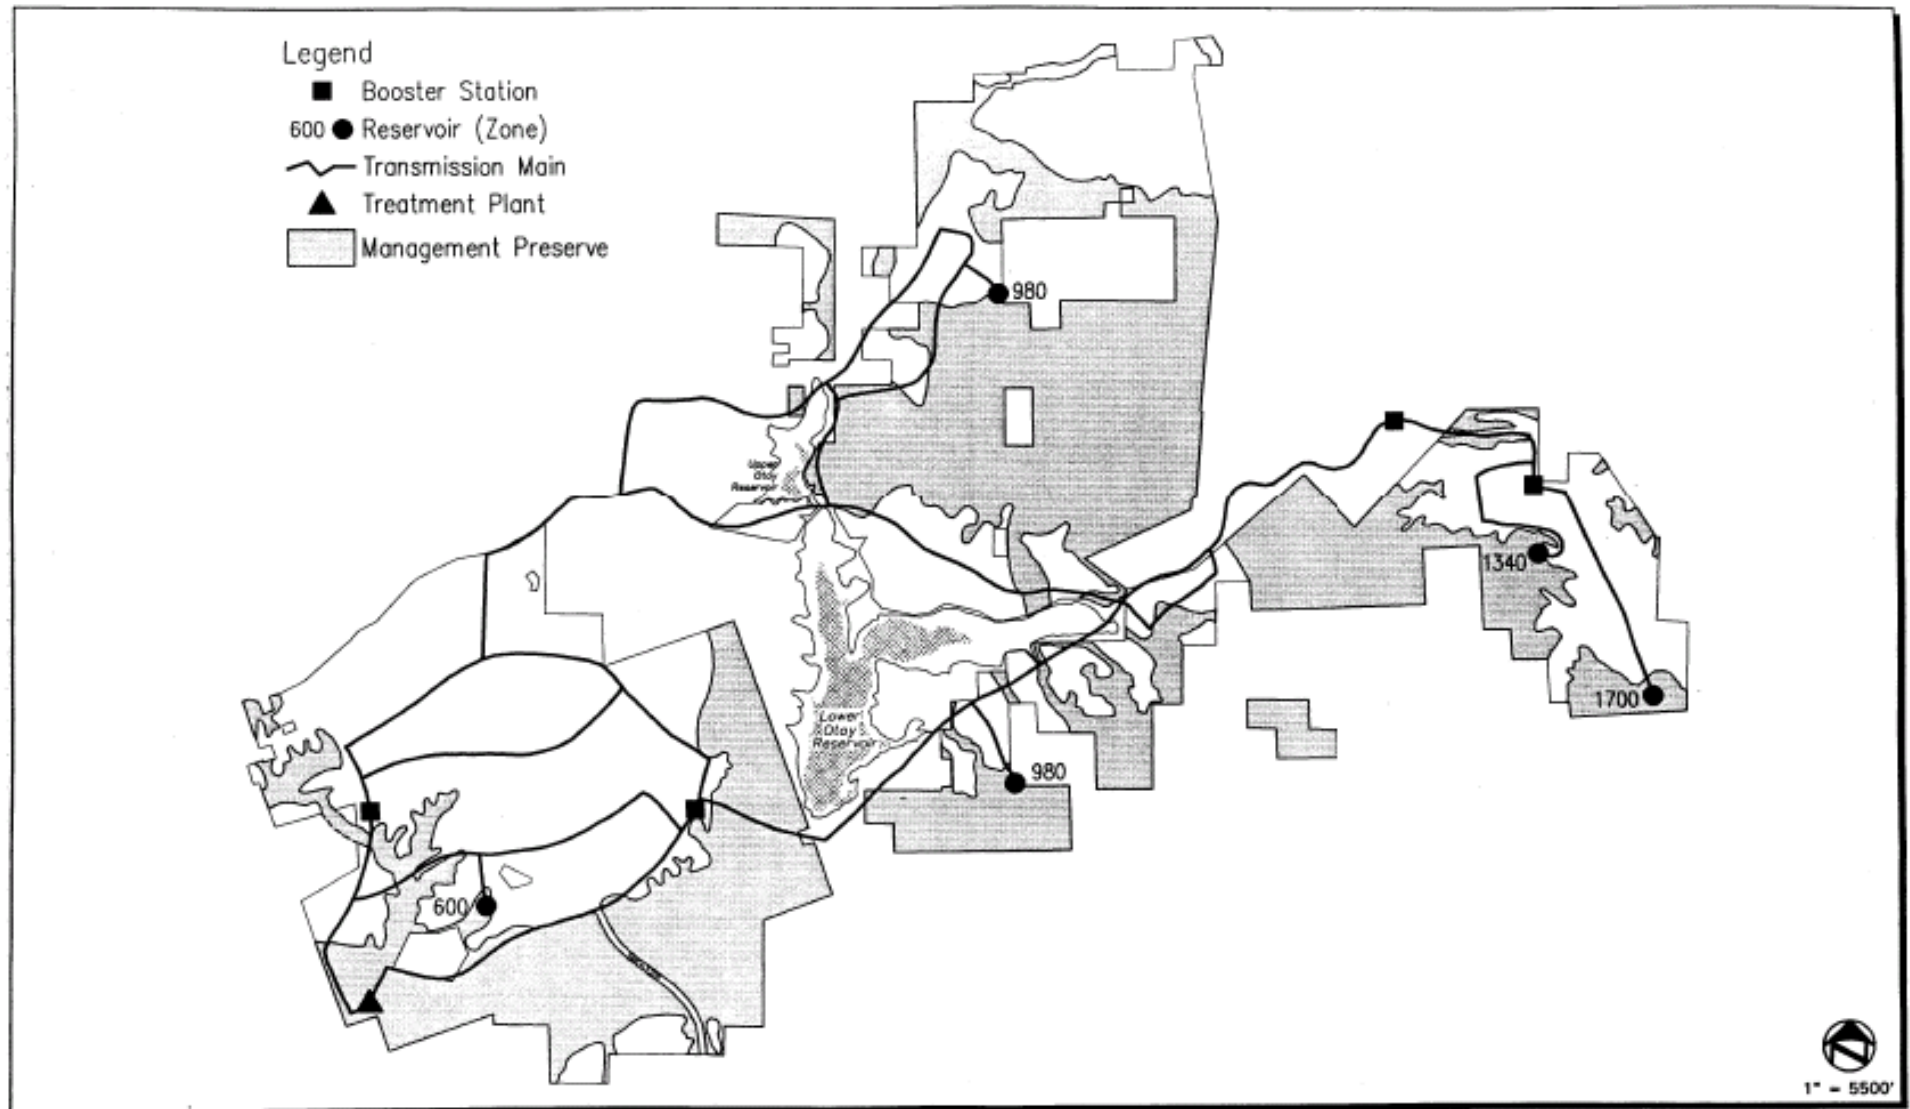 Legend
Booster Station
600 Reservoir (Zone)
Transmission Main
Treatment Plant
Management Preserve
980
Upper
Otay
Reservoir
1340
1700
Lower
Otay
Reservoir
980
600
1" = 5500'